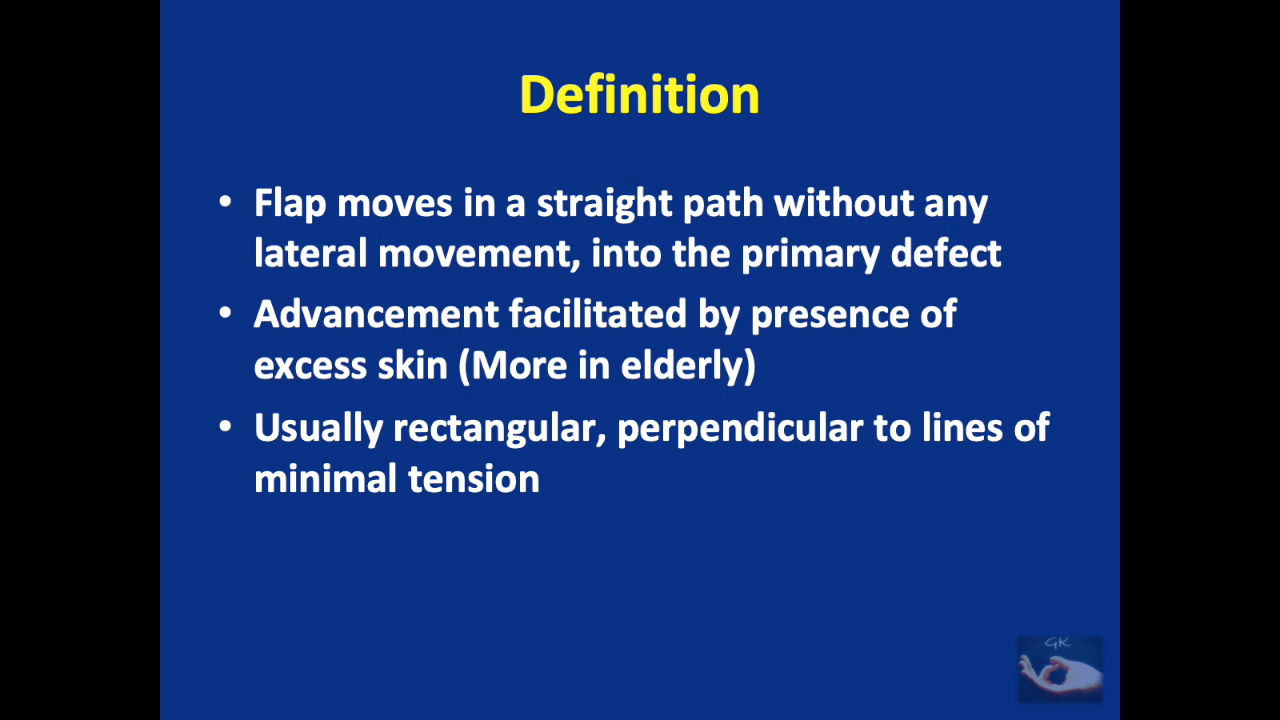 Definition
• Flap moves in a straight path without any
lateral movement, into the primary defect
• Advancement facilitated by presence of
excess skin (More in elderly)
• Usually rectangular, perpendicular to lines of
minimal tension
GK